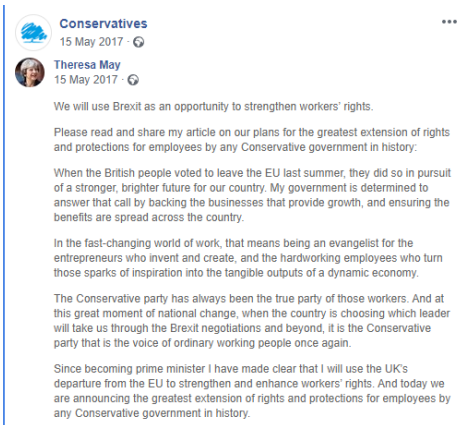 Conservatives
15 May 2017 ·
Theresa May
15 May 2017 ·
We will use Brexit as an opportunity to strengthen workers' rights.
Please read and share my article on our plans for the greatest extension of rights
and protections for employees by any Conservative government in history:
When the British people voted to leave the EU last summer, they did so in pursuit
of a stronger, brighter future for our country. My government is determined to
answer that call by backing the businesses that provide growth, and ensuring the
benefits are spread across the country.
In the fast-changing world of work, that means being an evangelist for the
entrepreneurs who invent and create, and the hardworking employees who turn
those sparks of inspiration into the tangible outputs of a dynamic economy.
The Conservative party has always been the true party of those workers. And at
this great moment of national change, when the country is choosing which leader
will take us through the Brexit negotiations and beyond, it is the Conservative
party that is the voice of ordinary working people once again.
Since becoming prime minister I have made clear that I will use the UK's
departure from the EU to strengthen and enhance workers' rights. And today we
are announcing the greatest extension of rights and protections for employees by
any Conservative government in history.